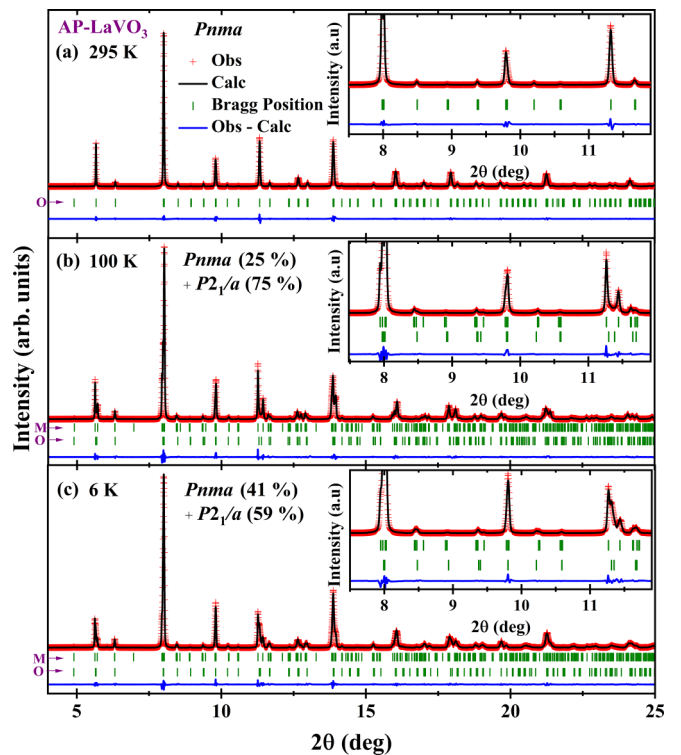 AP-LaVO₃
(a) 295 K
Pnma
Obs
Calc
Bragg Position
Obs - Calc
O
Intensity (a.u)
8 9 10 11
2θ (deg)
(b) 100 K
Pnma (25 %)
+ P2₁/a (75 %)
M
O
Intensity (a.u)
8 9 10 11
2θ (deg)
(c) 6 K
Pnma (41 %)
+ P2₁/a (59 %)
M
O
Intensity (a.u)
8 9 10 11
2θ (deg)
Intensity (arb. units)
5 10 15 20 25
2θ (deg)